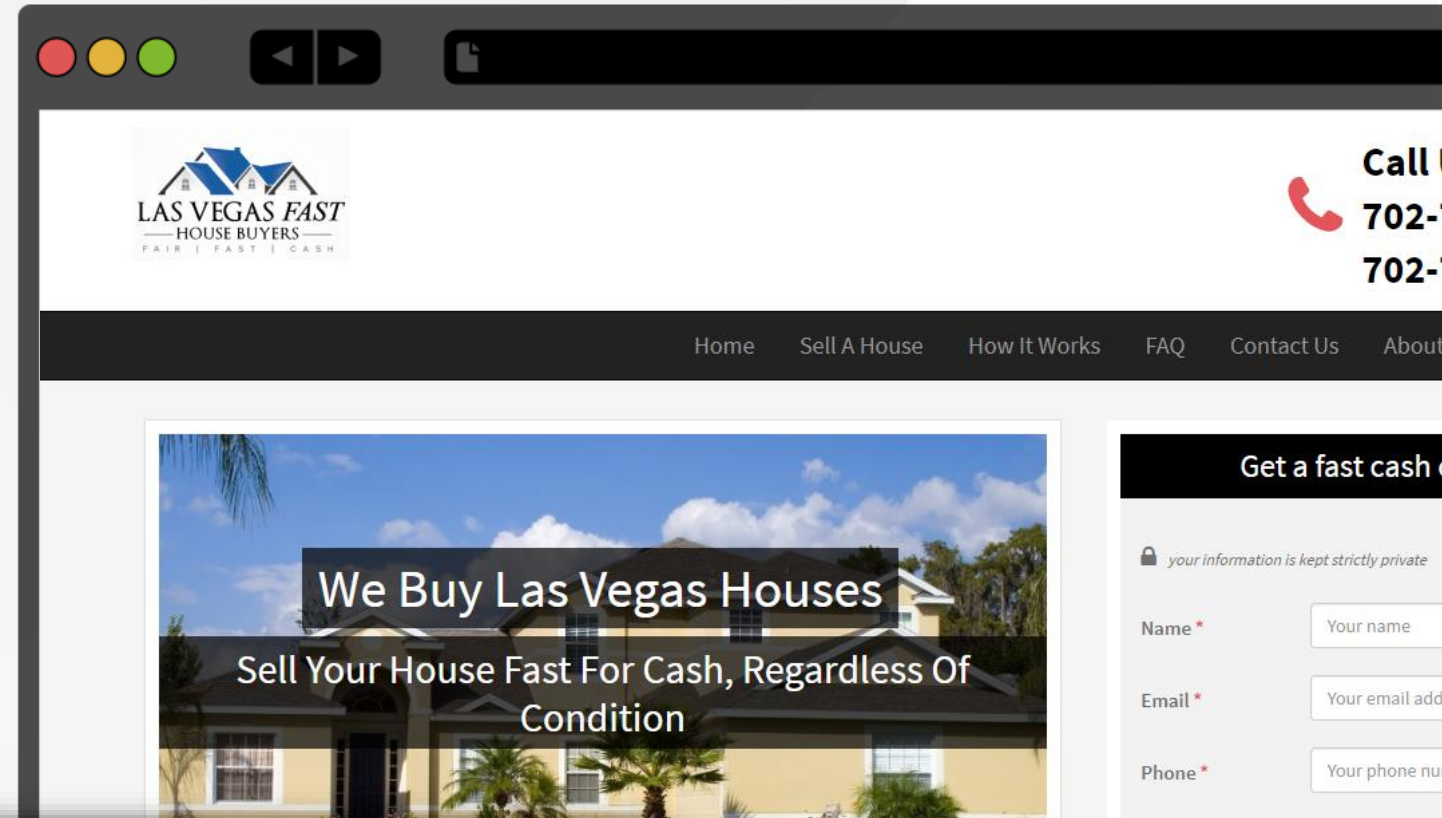 LAS VEGAS FAST
HOUSE BUYERS
FAIR | FAST | CASH
Call
702-
702-
Home Sell A House How It Works FAQ Contact Us About
We Buy Las Vegas Houses
Sell Your House Fast For Cash, Regardless Of
Condition
Get a fast cash
your information is kept strictly private
Name * Your name
Email * Your email add
Phone * Your phone nu